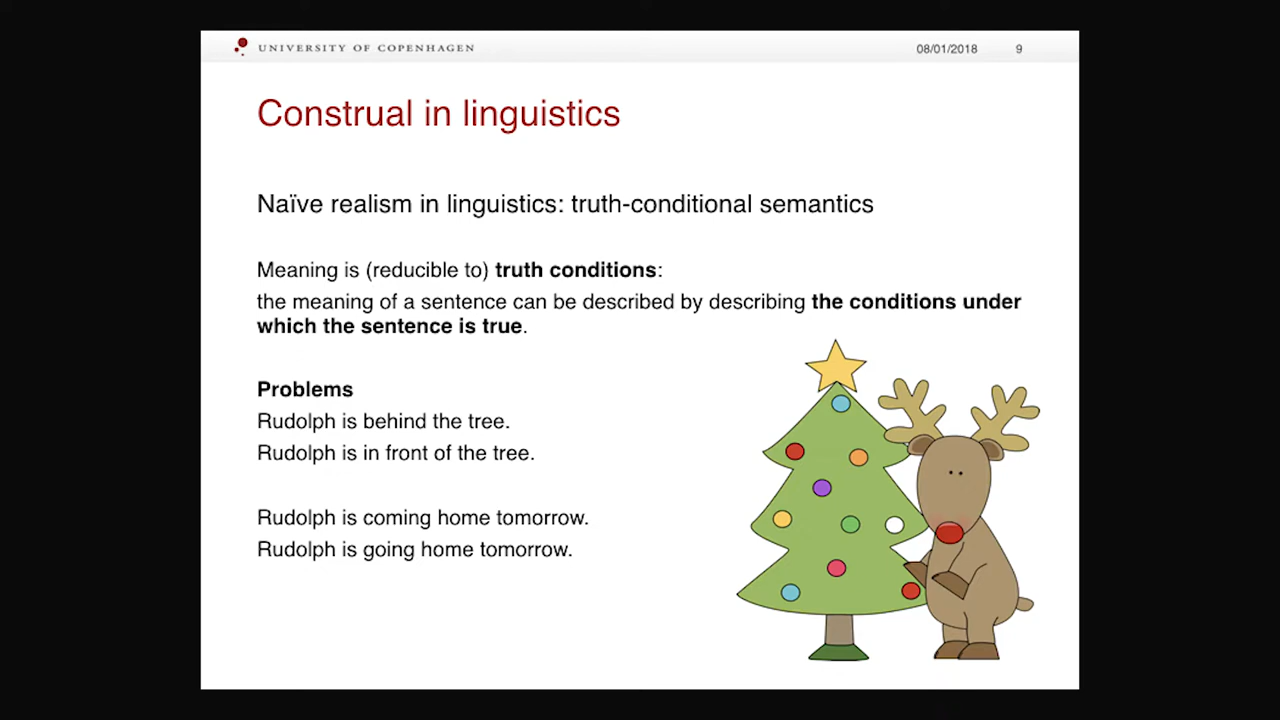 UNIVERSITY OF COPENHAGEN 08/01/2018 9
Construal in linguistics
Naïve realism in linguistics: truth-conditional semantics
Meaning is (reducible to) truth conditions:
the meaning of a sentence can be described by describing the conditions under
which the sentence is true.
Problems
Rudolph is behind the tree.
Rudolph is in front of the tree.
Rudolph is coming home tomorrow.
Rudolph is going home tomorrow.